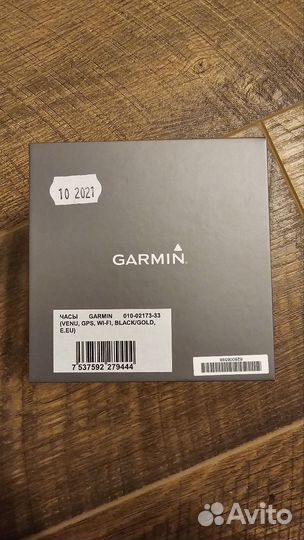 10 2021
GARMIN
ЧАСЫ GARMIN 010-02173-33
(VENU, GPS, WI-FI, BLACK/GOLD,
E.EU)
7 537592 279444
Avito